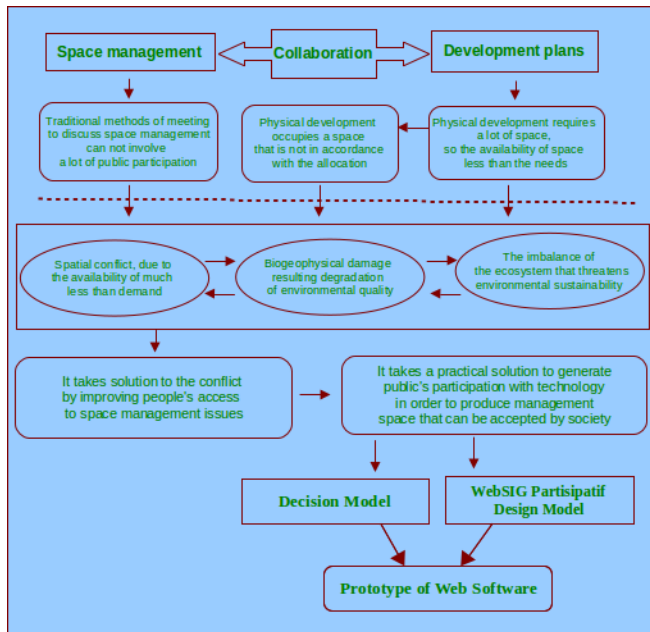 Space management
Collaboration
Development plans
Traditional methods of meeting
to discuss space management
can not involve
a lot of public participation
Physical development
occupies a space
that is not in accordance
with the allocation
Physical development requires
a lot of space,
so the availability of space
less than the needs
Spatial conflict, due to
the availability of much
less than demand
Biogeophysical damage
resulting degradation
of environmental quality
The imbalance of
the ecosystem that threatens
environmental sustainability
It takes solution to the conflict
by improving people's access
to space management issues
It takes a practical solution to generate
public's participation with technology
in order to produce management
space that can be accepted by society
Decision Model
WebSIG Partisipatif
Design Model
Prototype of Web Software